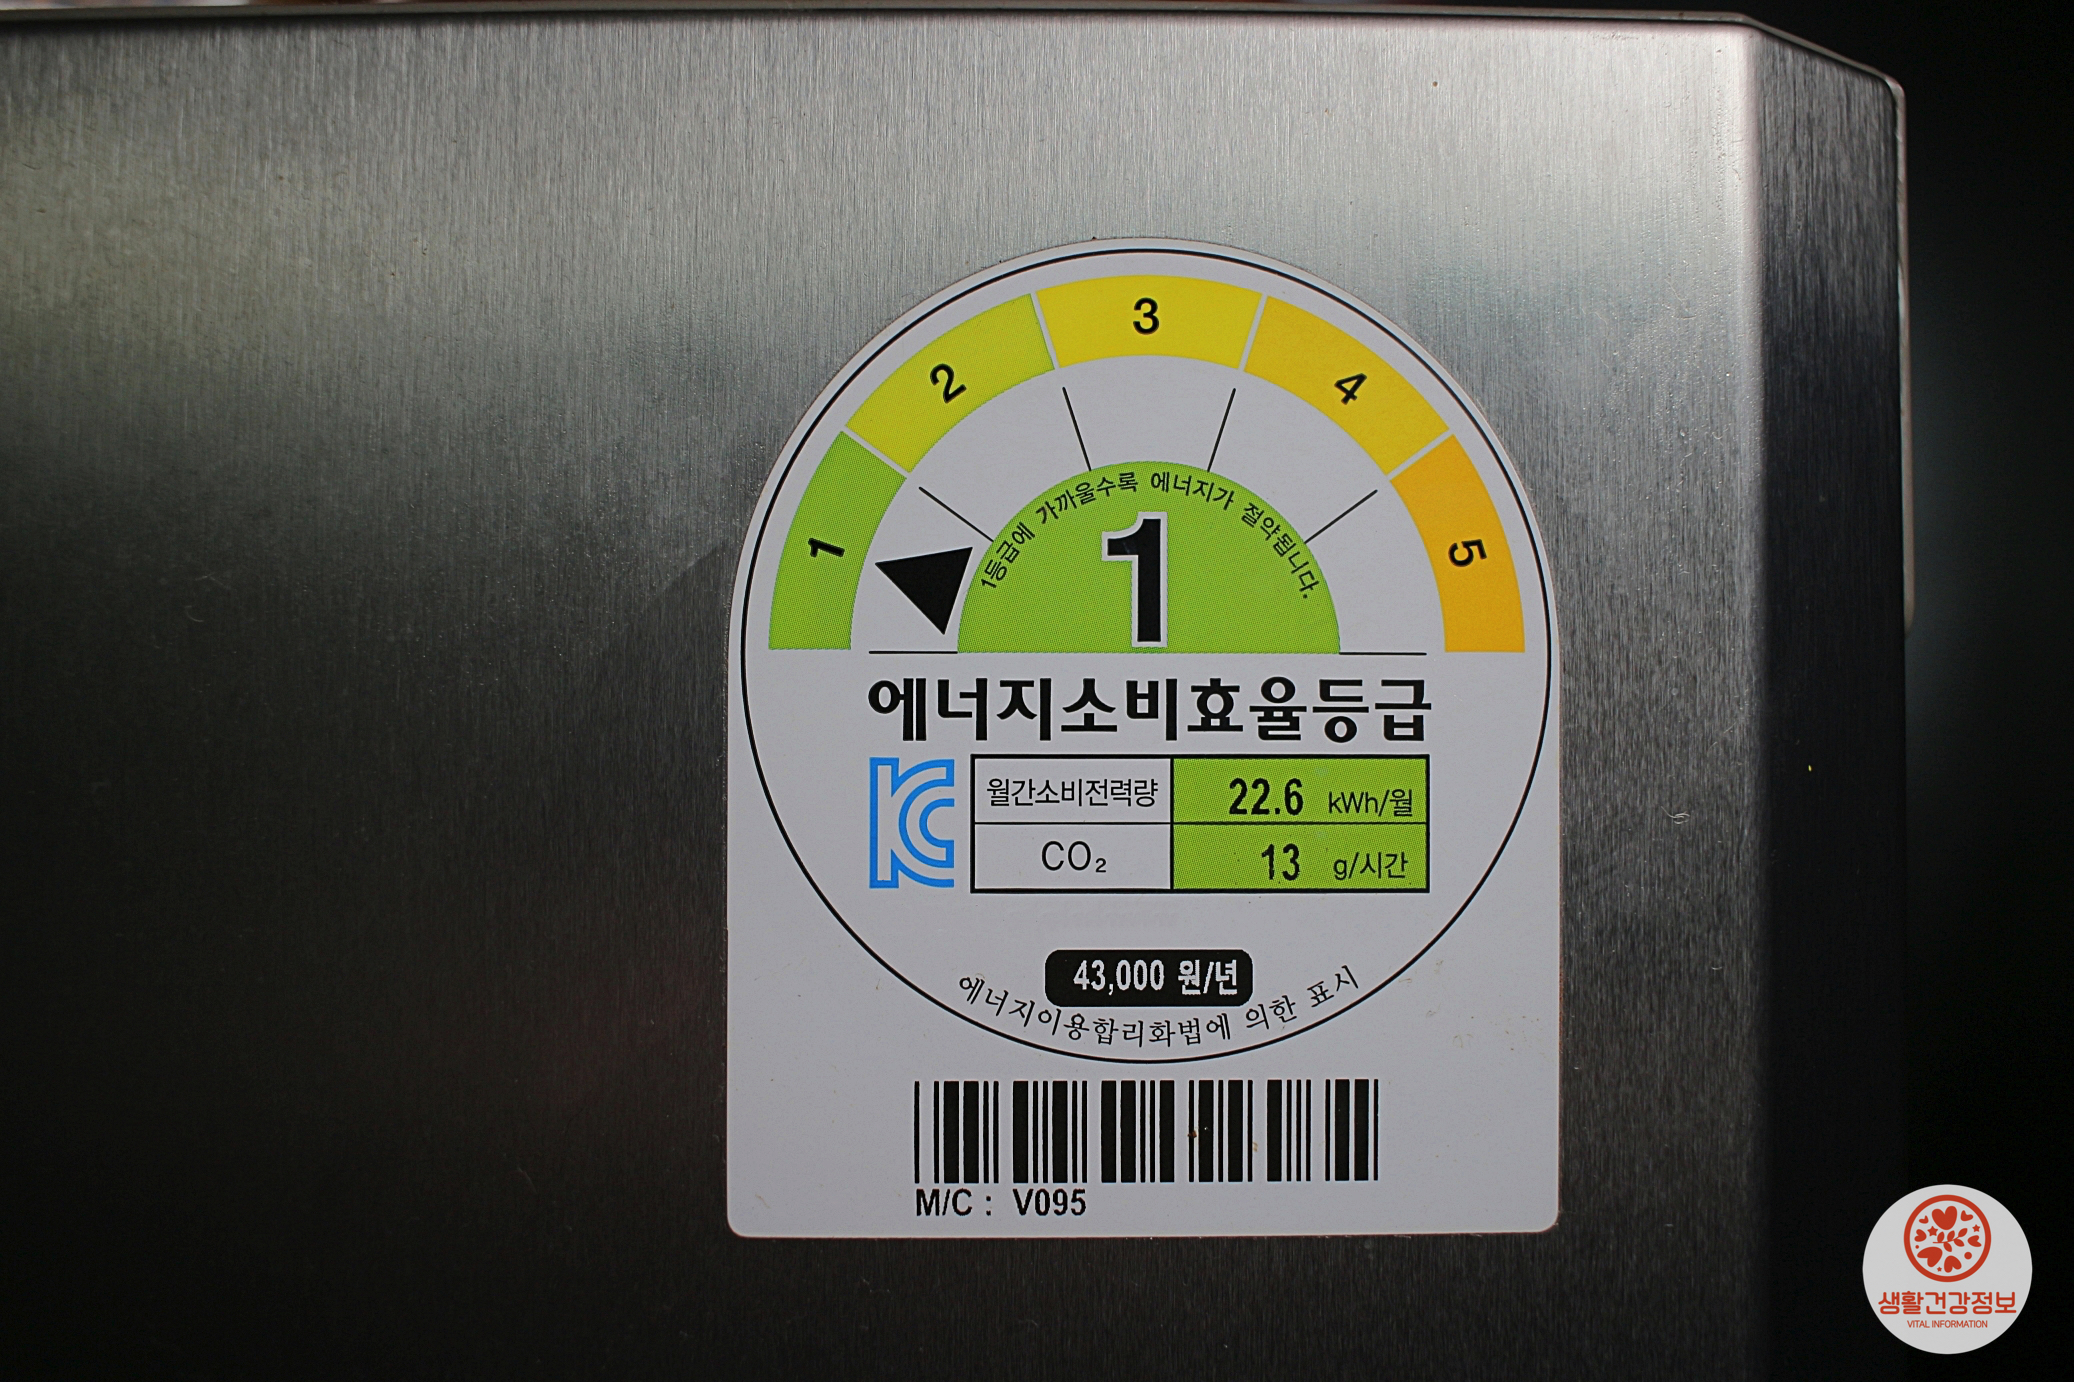 1
2
3
4
5
1등급에 가까울수록 에너지가 절약됩니다.
1
에너지소비효율등급
월간소비전력량 22.6 kWh/월
CO₂ 13 g/시간
43,000 원/년
에너지이용합리화법에 의한 표시
M/C : V095
생활건강정보
VITAL INFORMATION